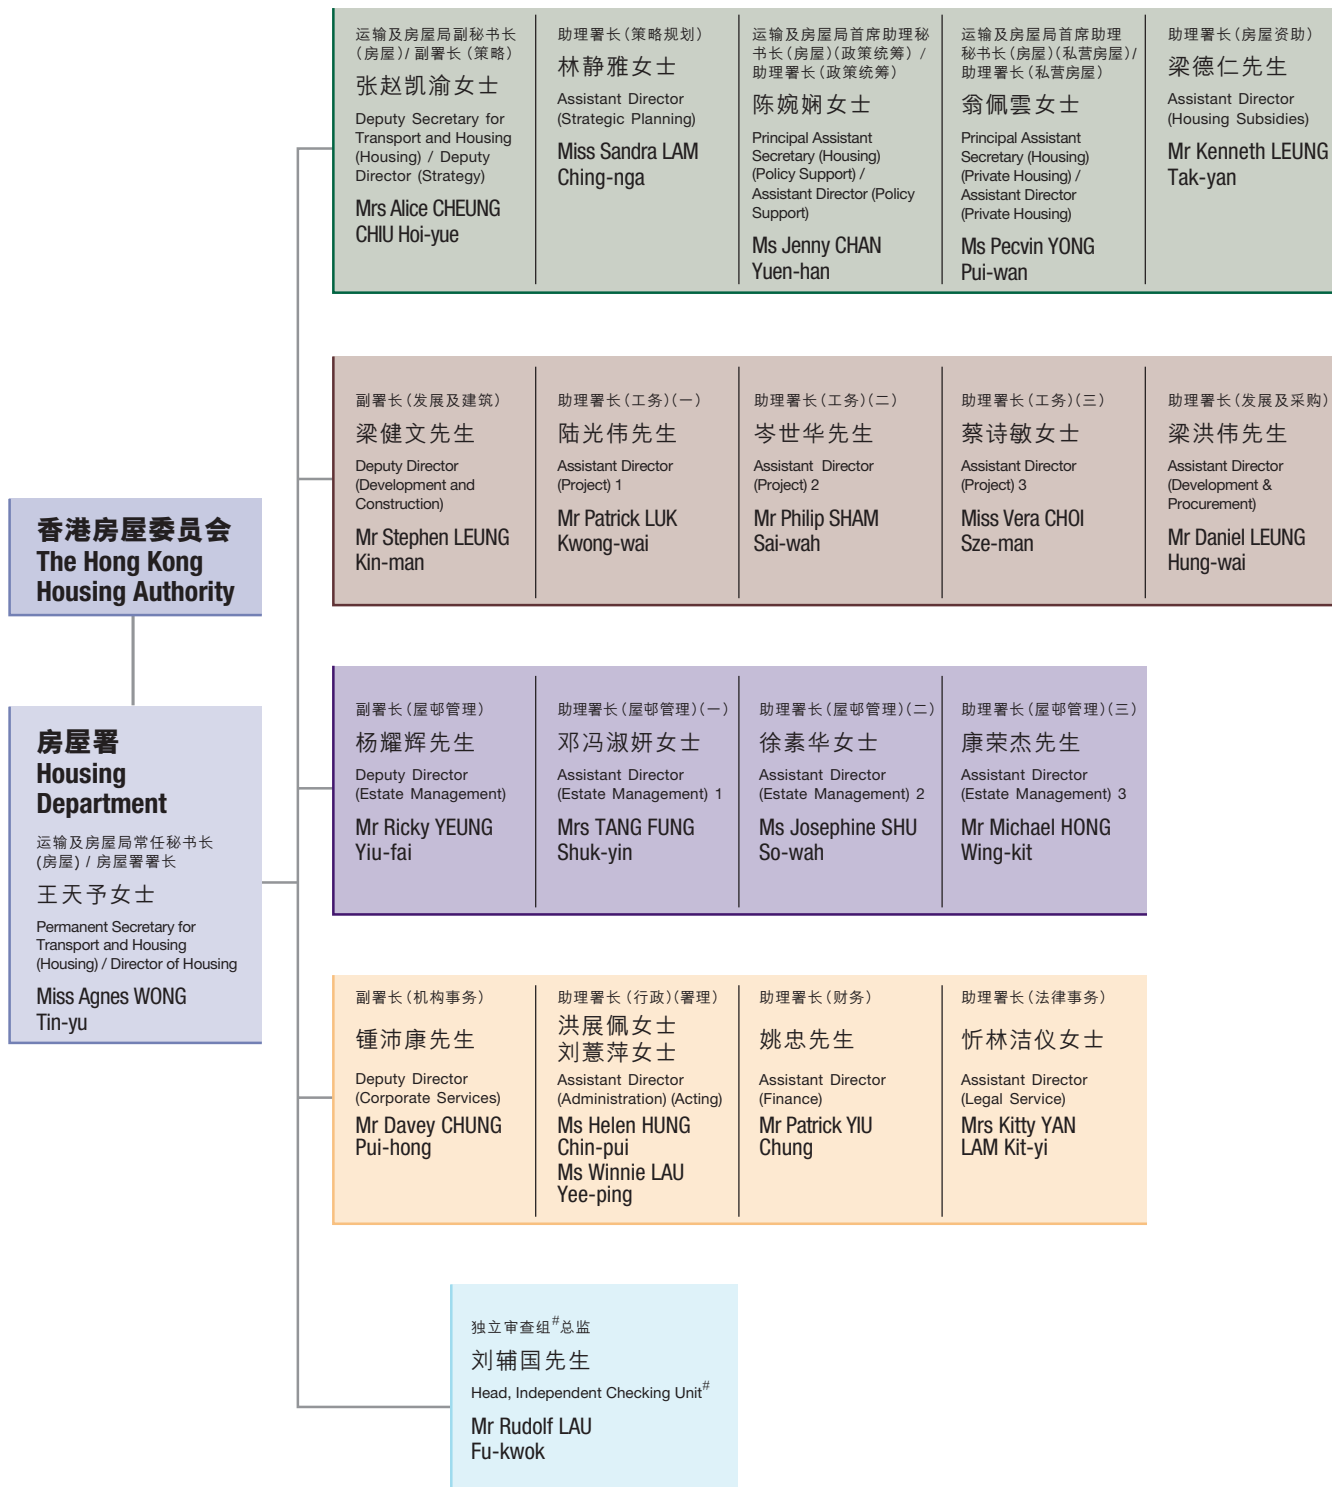 香港房屋委员会
The Hong Kong
Housing Authority
房屋署
Housing
Department
运输及房屋局常任秘书长
(房屋) / 房屋署署长
王天予女士
Permanent Secretary for
Transport and Housing
(Housing) / Director of Housing
Miss Agnes WONG
Tin-yu
运输及房屋局副秘书长
(房屋) / 副署长 (策略)
张赵凯渝女士
Deputy Secretary for
Transport and Housing
(Housing) / Deputy
Director (Strategy)
Mrs Alice CHEUNG
CHIU Hoi-yue
助理署长 (策略规划)
林静雅女士
Assistant Director
(Strategic Planning)
Miss Sandra LAM
Ching-nga
运输及房屋局首席助理秘
书长 (房屋) (政策统筹) /
助理署长 (政策统筹)
陈婉娴女士
Principal Assistant
Secretary (Housing)
(Policy Support) /
Assistant Director (Policy
Support)
Ms Jenny CHAN
Yuen-han
运输及房屋局首席助理
秘书长 (房屋) (私营房屋) /
助理署长 (私营房屋)
翁佩雲女士
Principal Assistant
Secretary (Housing)
(Private Housing) /
Assistant Director
(Private Housing)
Ms Pecvin YONG
Pui-wan
助理署长 (房屋资助)
梁德仁先生
Assistant Director
(Housing Subsidies)
Mr Kenneth LEUNG
Tak-yan
副署长 (发展及建筑)
梁健文先生
Deputy Director
(Development and
Construction)
Mr Stephen LEUNG
Kin-man
助理署长 (工务) (一)
陆光伟先生
Assistant Director
(Project) 1
Mr Patrick LUK
Kwong-wai
助理署长 (工务) (二)
岑世华先生
Assistant Director
(Project) 2
Mr Philip SHAM
Sai-wah
助理署长 (工务) (三)
蔡诗敏女士
Assistant Director
(Project) 3
Miss Vera CHOI
Sze-man
助理署长 (发展及采购)
梁洪伟先生
Assistant Director
(Development &
Procurement)
Mr Daniel LEUNG
Hung-wai
副署长 (屋邨管理)
杨耀辉先生
Deputy Director
(Estate Management)
Mr Ricky YEUNG
Yiu-fai
助理署长 (屋邨管理) (一)
邓冯淑妍女士
Assistant Director
(Estate Management) 1
Mrs TANG FUNG
Shuk-yin
助理署长 (屋邨管理) (二)
徐素华女士
Assistant Director
(Estate Management) 2
Ms Josephine SHU
So-wah
助理署长 (屋邨管理) (三)
康荣杰先生
Assistant Director
(Estate Management) 3
Mr Michael HONG
Wing-kit
副署长 (机构事务)
锺沛康先生
Deputy Director
(Corporate Services)
Mr Davey CHUNG
Pui-hong
助理署长 (行政) (署理)
洪展佩女士
刘薏萍女士
Assistant Director
(Administration) (Acting)
Ms Helen HUNG
Chin-pui
Ms Winnie LAU
Yee-ping
助理署长 (财务)
姚忠先生
Assistant Director
(Finance)
Mr Patrick YIU
Chung
助理署长 (法律事务)
忻林洁仪女士
Assistant Director
(Legal Service)
Mrs Kitty YAN
LAM Kit-yi
独立审查组#总监
刘辅国先生
Head, Independent Checking Unit#
Mr Rudolf LAU
Fu-kwok